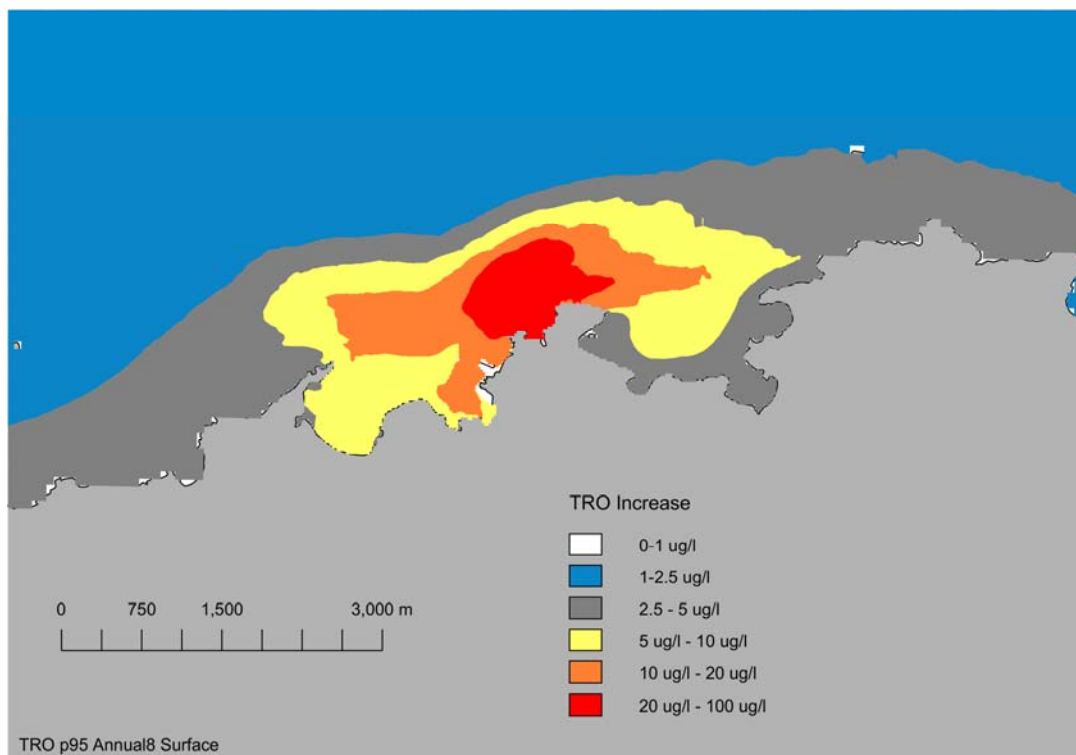 TRO Increase
0-1 ug/l
1-2.5 ug/l
2.5 - 5 ug/l
5 ug/l - 10 ug/l
10 ug/l - 20 ug/l
20 ug/l - 100 ug/l
0 750 1,500 3,000 m
TRO p95 Annual8 Surface